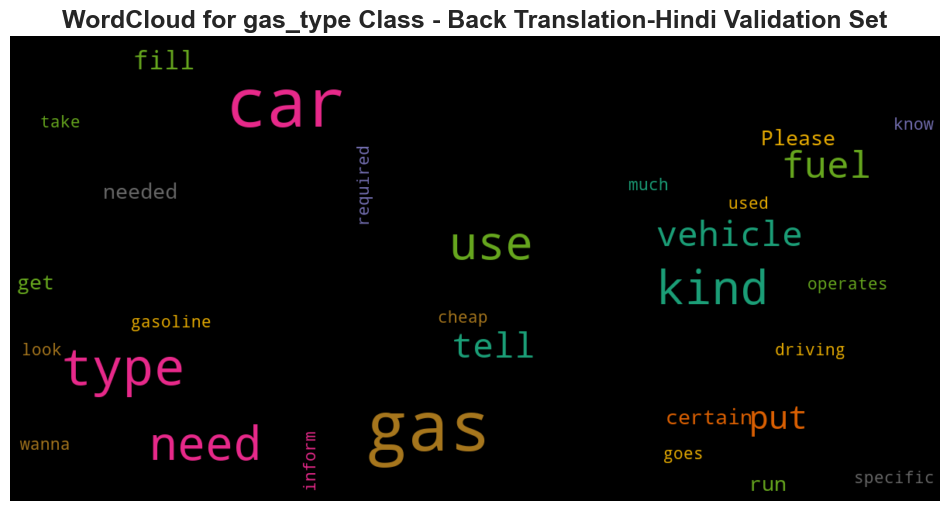 WordCloud for gas_type Class - Back Translation-Hindi Validation Set
fill
car
take
know
Please
fuel
required
needed
much
used
vehicle
use
kind
get
operates
gasoline
cheap
tell
look
driving
type
gas
certain
put
need
wanna
inform
goes
run
specific